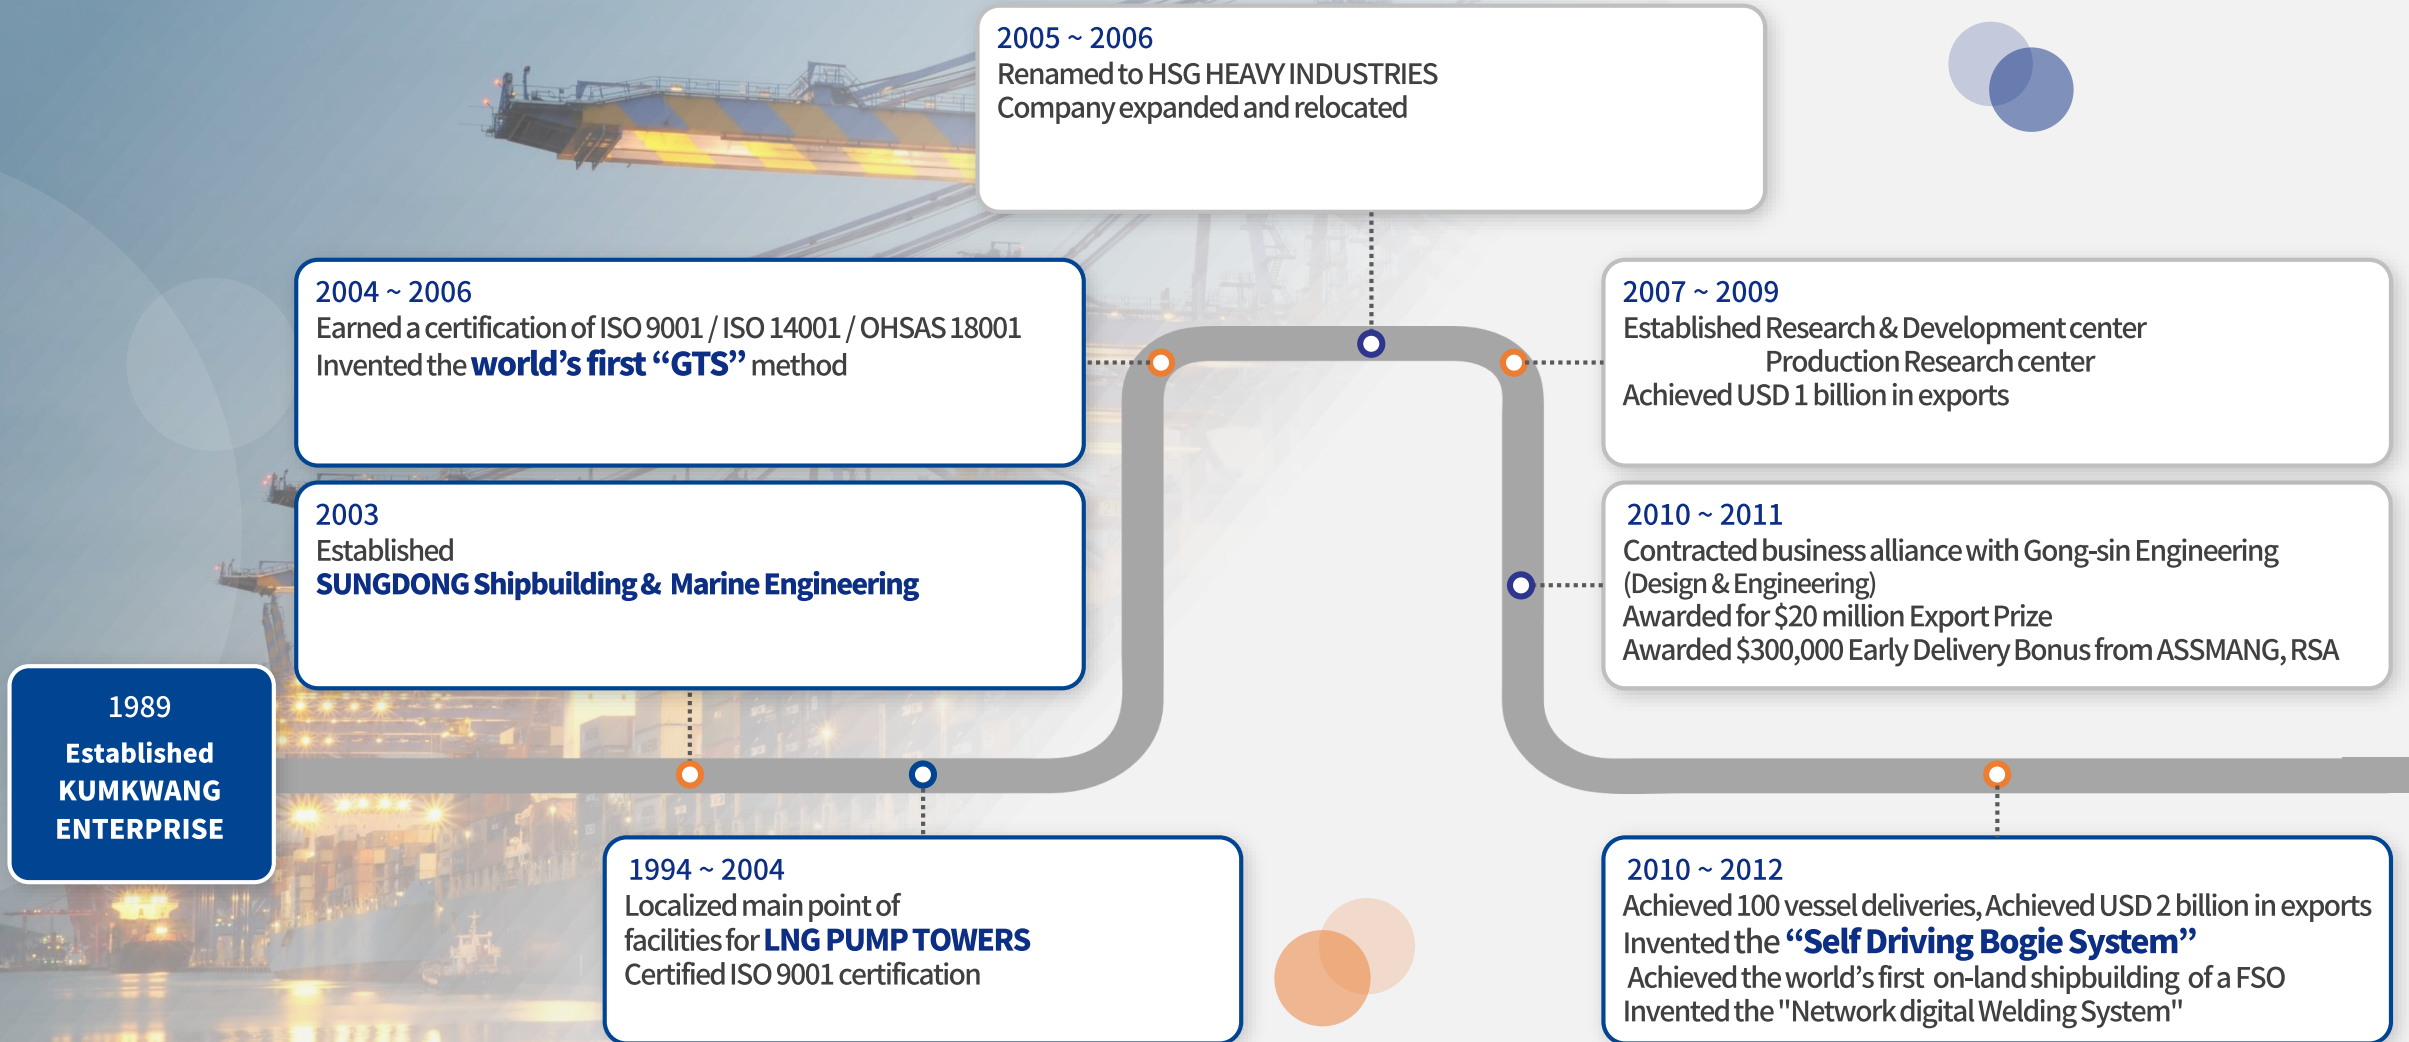 1989
Established
KUMKWANG
ENTERPRISE
2003
Established
SUNGDONG Shipbuilding & Marine Engineering
1994 ~ 2004
Localized main point of
facilities for LNG PUMP TOWERS
Certified ISO 9001 certification
2004 ~ 2006
Earned a certification of ISO 9001 / ISO 14001 / OHSAS 18001
Invented the world’s first “GTS” method
2005 ~ 2006
Renamed to HSG HEAVY INDUSTRIES
Company expanded and relocated
2007 ~ 2009
Established Research & Development center
Production Research center
Achieved USD 1 billion in exports
2010 ~ 2011
Contracted business alliance with Gong-sin Engineering
(Design & Engineering)
Awarded for $20 million Export Prize
Awarded $300,000 Early Delivery Bonus from ASSMANG, RSA
2010 ~ 2012
Achieved 100 vessel deliveries, Achieved USD 2 billion in exports
Invented the “Self Driving Bogie System”
Achieved the world’s first on-land shipbuilding of a FSO
Invented the "Network digital Welding System"